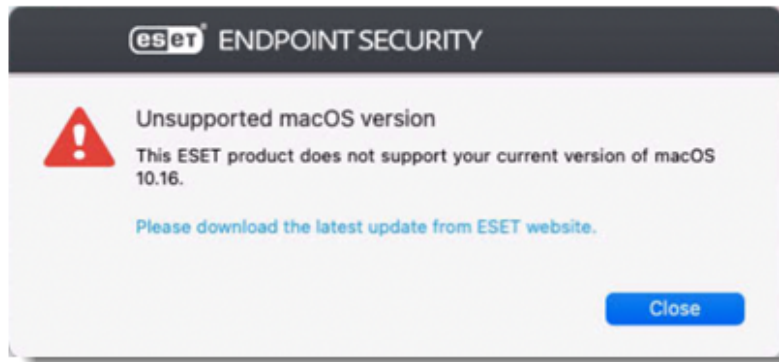 eset ENDPOINT SECURITY
Unsupported macOS version
This ESET product does not support your current version of macOS
10.16.
Please download the latest update from ESET website.
Close